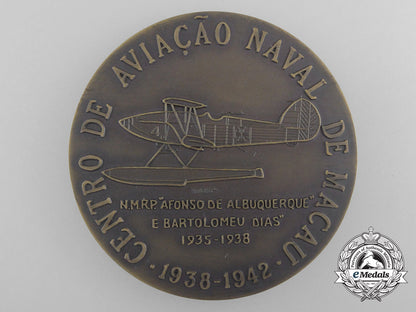 CENTRO DE AVIAÇÃO NAVAL DE MACAU
N.M.R.P. "AFONSO DE ALBUQUERQUE"
E BARTOLOMEU DIAS"
1935-1938
· 1938-1942 ·
eMedals